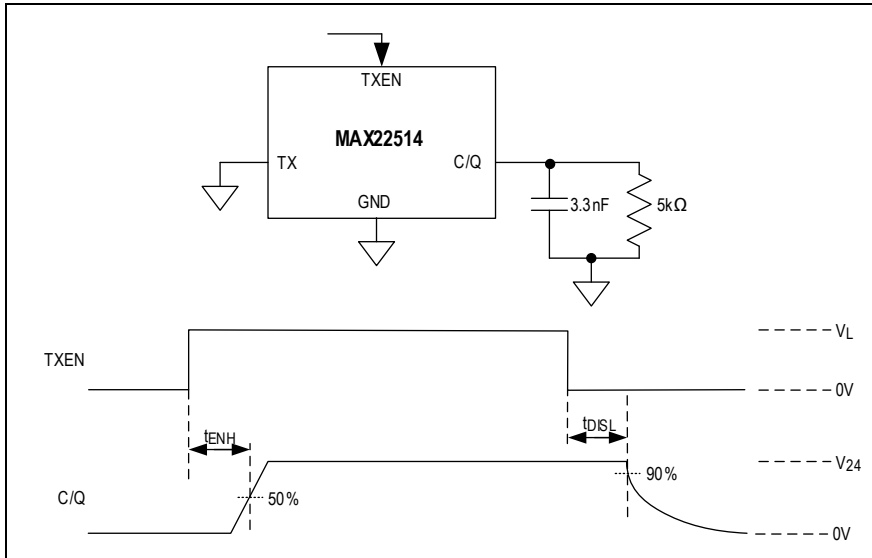 TXEN
MAX22514
TX
C/Q
GND
3.3nF
5kΩ
VL
TXEN
0V
tENH
tDISL
V24
90%
50%
C/Q
0V